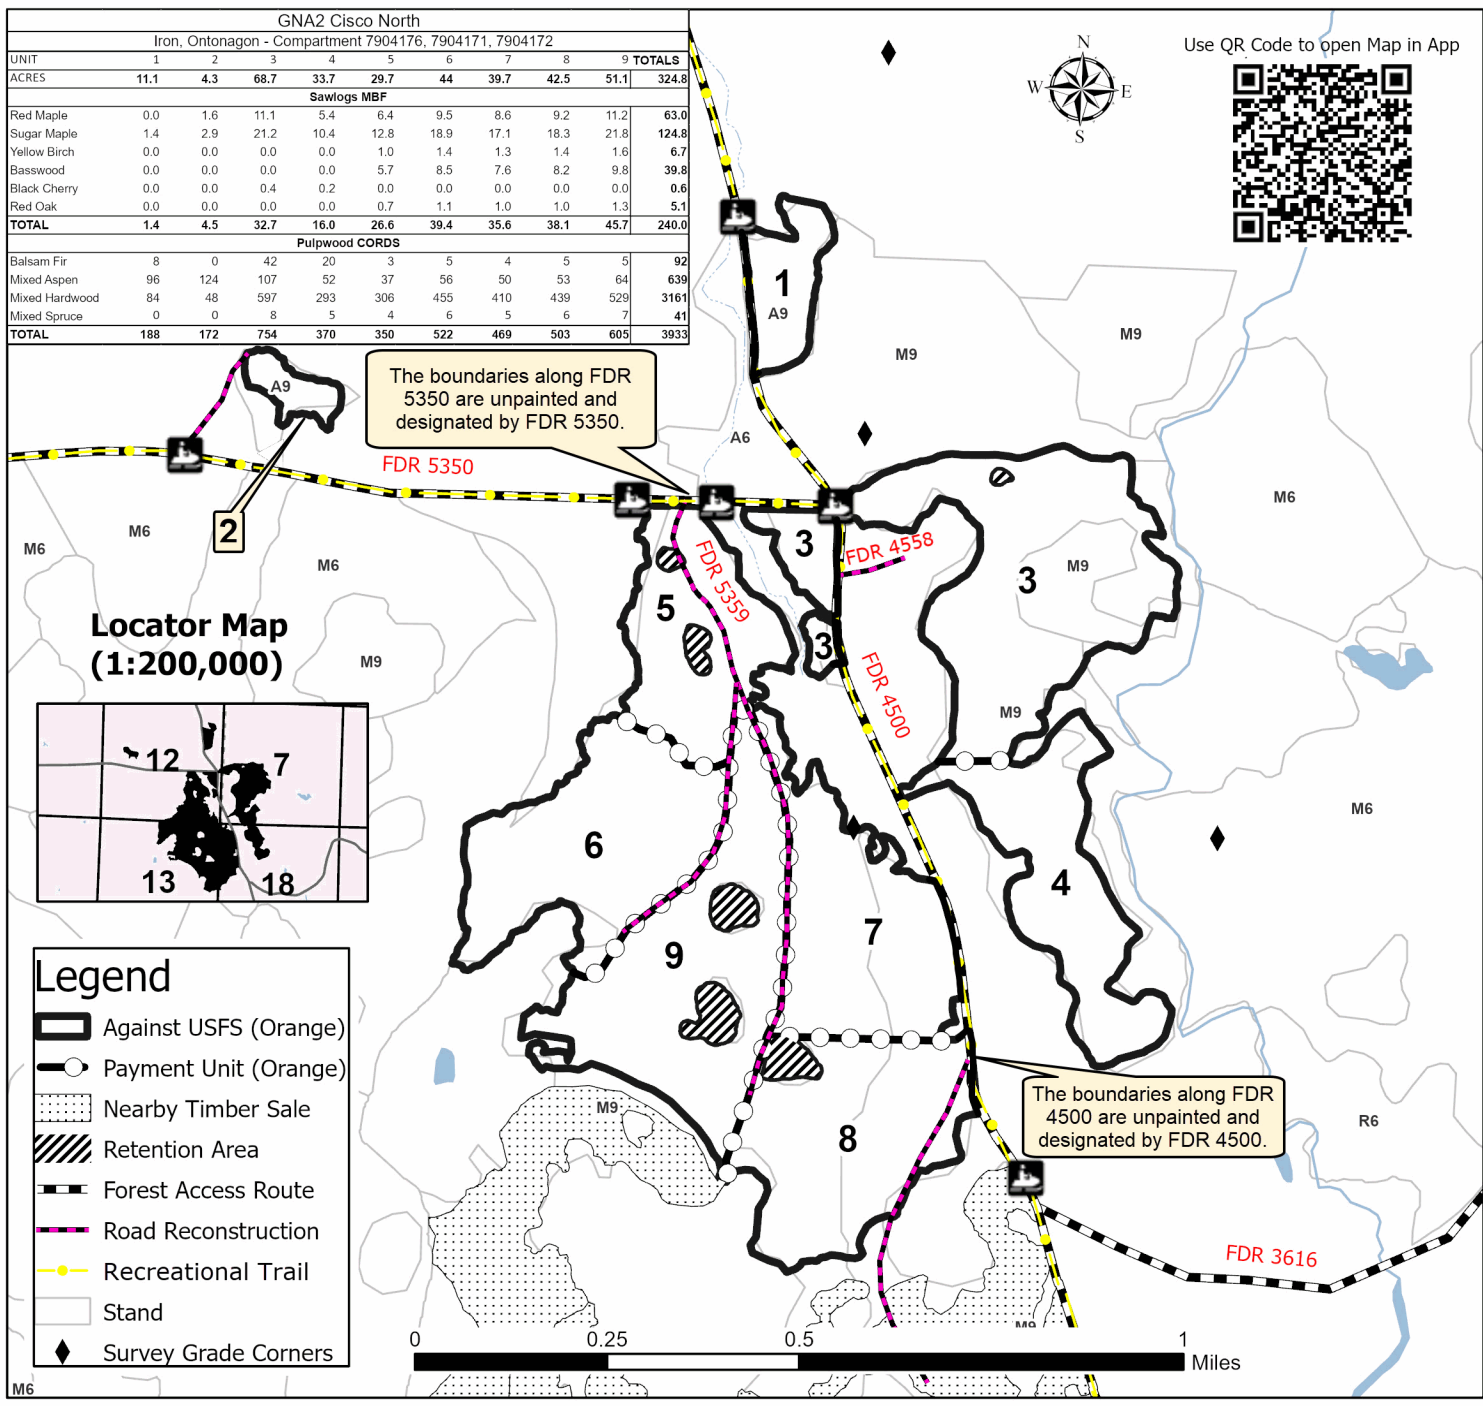 GNA2 Cisco North
Iron, Ontonagon - Compartment 7904176, 7904171, 7904172
UNIT 1 2 3 4 5 6 7 8 9 TOTALS
ACRES 11.1 4.3 68.7 33.7 29.7 44 39.7 42.5 51.1 324.8
Sawlogs MBF
Red Maple 0.0 1.6 11.1 5.4 6.4 9.5 8.6 9.2 11.2 63.0
Sugar Maple 1.4 2.9 21.2 10.4 12.8 18.9 17.1 18.3 21.8 124.8
Yellow Birch 0.0 0.0 0.0 0.0 1.0 1.4 1.3 1.4 1.6 6.7
Basswood 0.0 0.0 0.0 0.0 5.7 8.5 7.6 8.2 9.8 39.8
Black Cherry 0.0 0.0 0.4 0.2 0.0 0.0 0.0 0.0 0.0 0.6
Red Oak 0.0 0.0 0.0 0.0 0.7 1.1 1.0 1.0 1.3 5.1
TOTAL 1.4 4.5 32.7 16.0 26.6 39.4 35.6 38.1 45.7 240.0
Pulpwood CORDS
Balsam Fir 8 0 42 20 3 5 4 5 5 92
Mixed Aspen 96 124 107 52 37 56 50 53 64 639
Mixed Hardwood 84 48 597 293 306 455 410 439 529 3161
Mixed Spruce 0 0 8 5 4 6 5 6 7 41
TOTAL 188 172 754 370 350 522 469 503 605 3933
N
W E
S
Use QR Code to open Map in App
1
A9
M9
M9
A9
The boundaries along FDR
5350 are unpainted and
designated by FDR 5350.
A6
FDR 5350
2
M6
M6
M6
M6
3
FDR 4558
3
M9
FDR 5359
5
3
M9
FDR 4500
M9
Locator Map
(1:200,000)
12
7
13
18
M6
6
4
7
9
Legend
Against USFS (Orange)
Payment Unit (Orange)
Nearby Timber Sale
Retention Area
Forest Access Route
Road Reconstruction
Recreational Trail
Stand
Survey Grade Corners
M9
The boundaries along FDR
4500 are unpainted and
designated by FDR 4500.
8
R6
FDR 3616
M9
0 0.25 0.5 1
Miles
M6